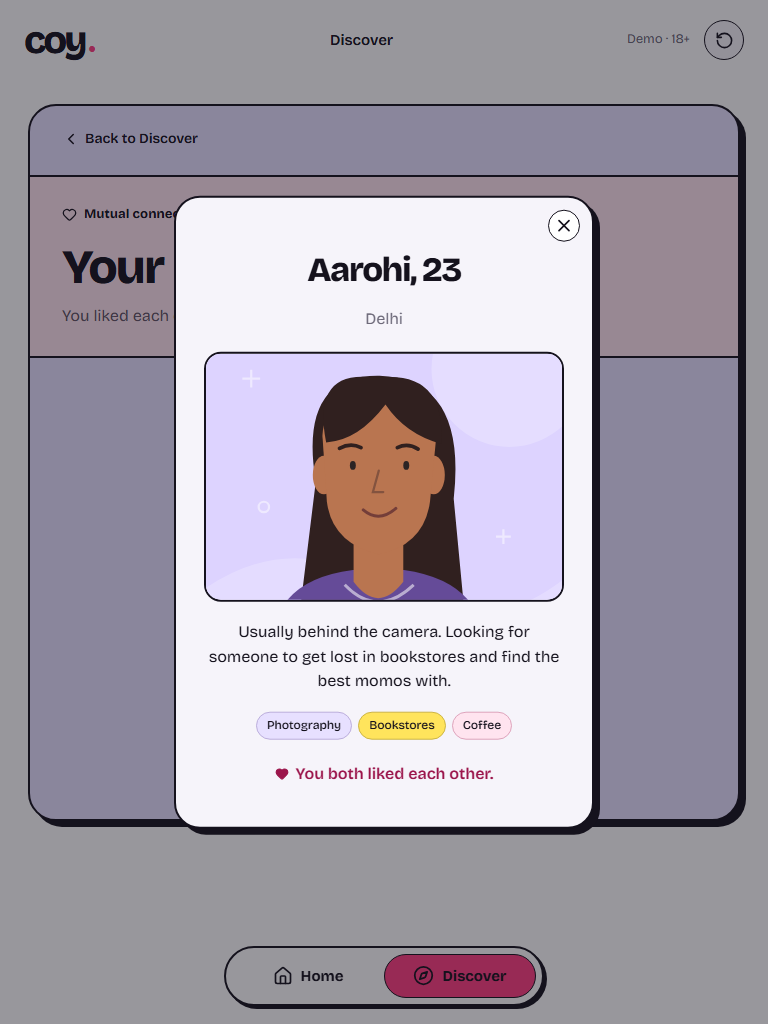 coy.
Discover
Demo · 18+
Back to Discover
Mutual
Your
You liked each
Aarohi, 23
Delhi
Usually behind the camera. Looking for
someone to get lost in bookstores and find the
best momos with.
Photography
Bookstores
Coffee
You both liked each other.
Home
Discover